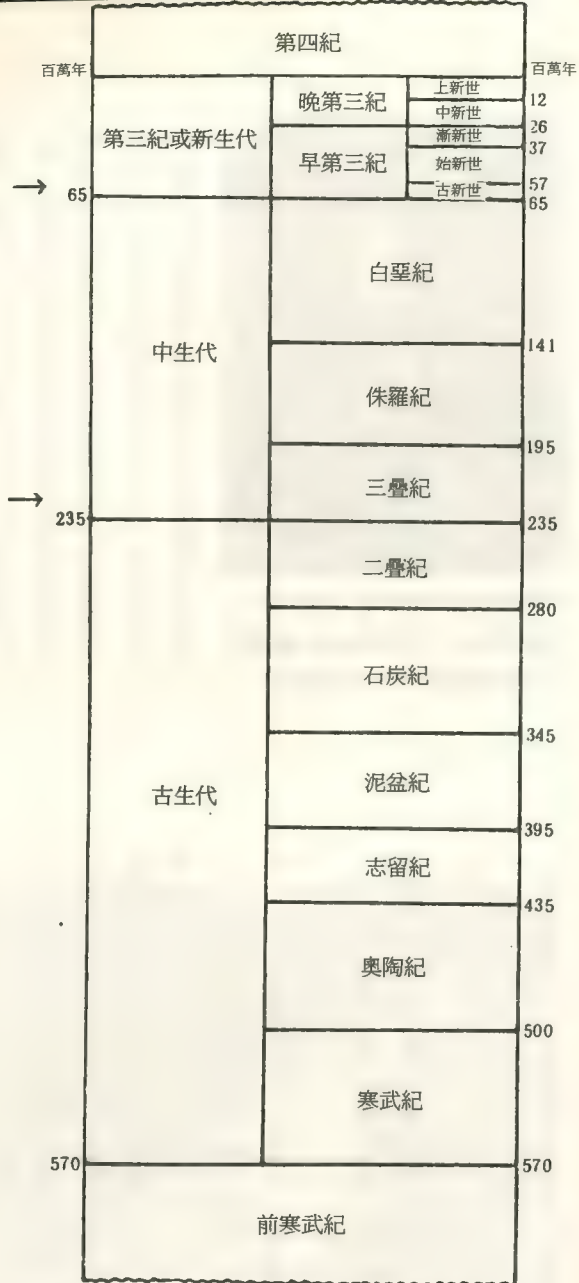 第四紀
百萬年
百萬年
第三紀或新生代
晚第三紀
上新世
12
中新世
26
早第三紀
漸新世
37
始新世
57
古新世
→
65
65
中生代
白堊紀
141
侏羅紀
195
三疊紀
→
235
235
古生代
二疊紀
280
石炭紀
345
泥盆紀
395
志留紀
435
奧陶紀
500
寒武紀
570
570
前寒武紀